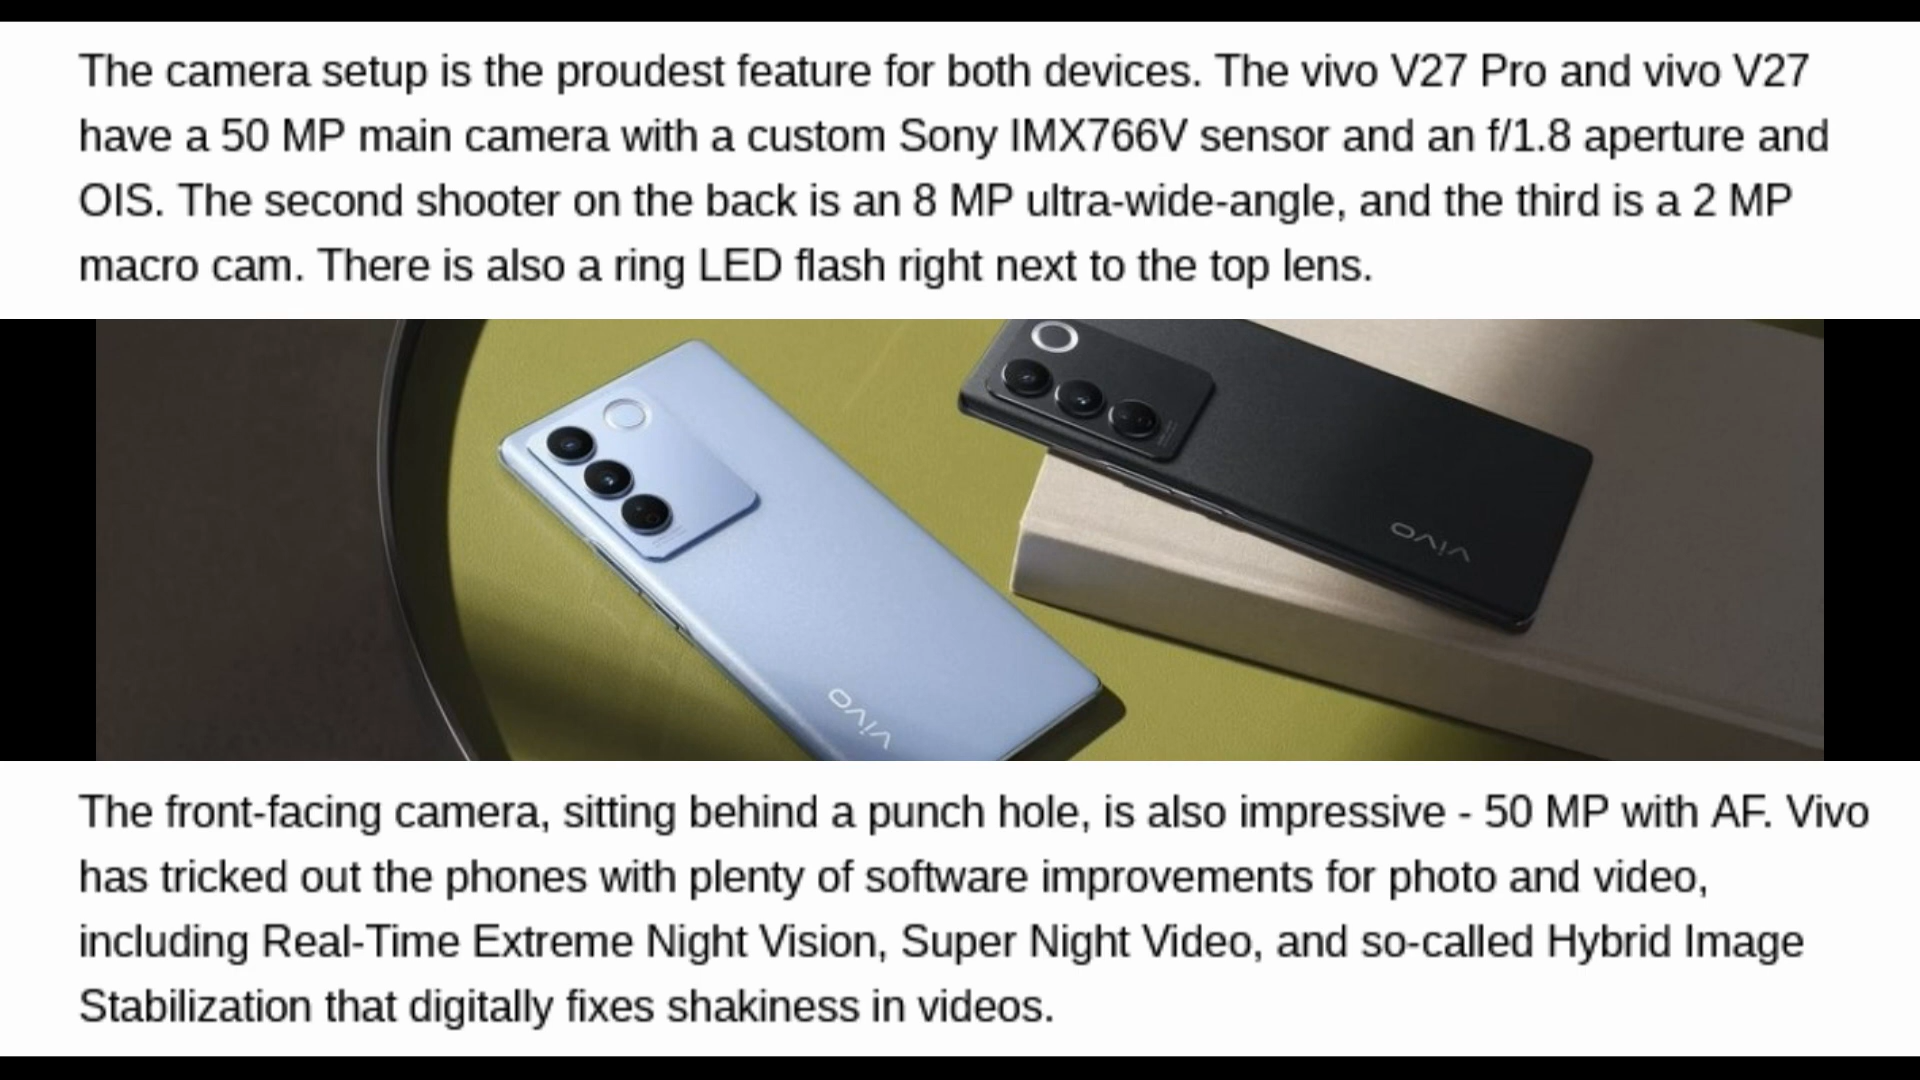 The camera setup is the proudest feature for both devices. The vivo V27 Pro and vivo V27
have a 50 MP main camera with a custom Sony IMX766V sensor and an f/1.8 aperture and
OIS. The second shooter on the back is an 8 MP ultra-wide-angle, and the third is a 2 MP
macro cam. There is also a ring LED flash right next to the top lens.
vivo
vivo
The front-facing camera, sitting behind a punch hole, is also impressive - 50 MP with AF. Vivo
has tricked out the phones with plenty of software improvements for photo and video,
including Real-Time Extreme Night Vision, Super Night Video, and so-called Hybrid Image
Stabilization that digitally fixes shakiness in videos.